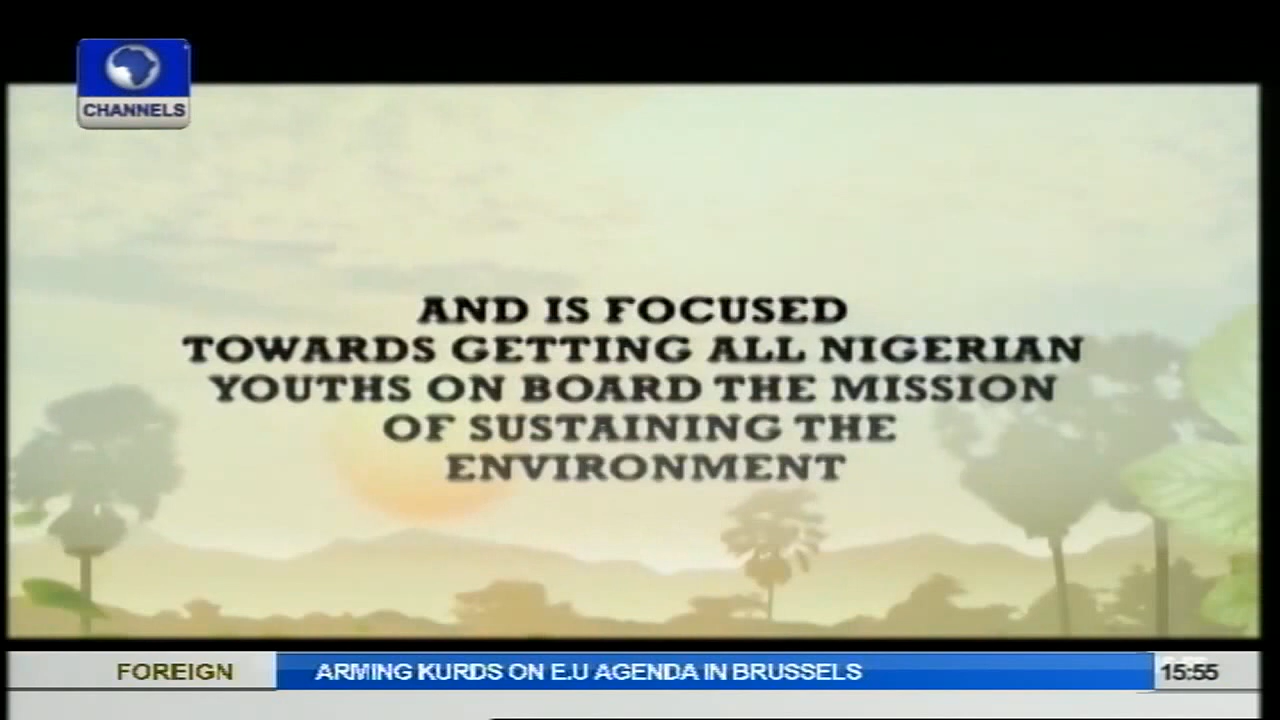 CHANNELS
AND IS FOCUSED
TOWARDS GETTING ALL NIGERIAN
YOUTHS ON BOARD THE MISSION
OF SUSTAINING THE
ENVIRONMENT
FOREIGN
ARMING KURDS ON E.U AGENDA IN BRUSSELS
15:55